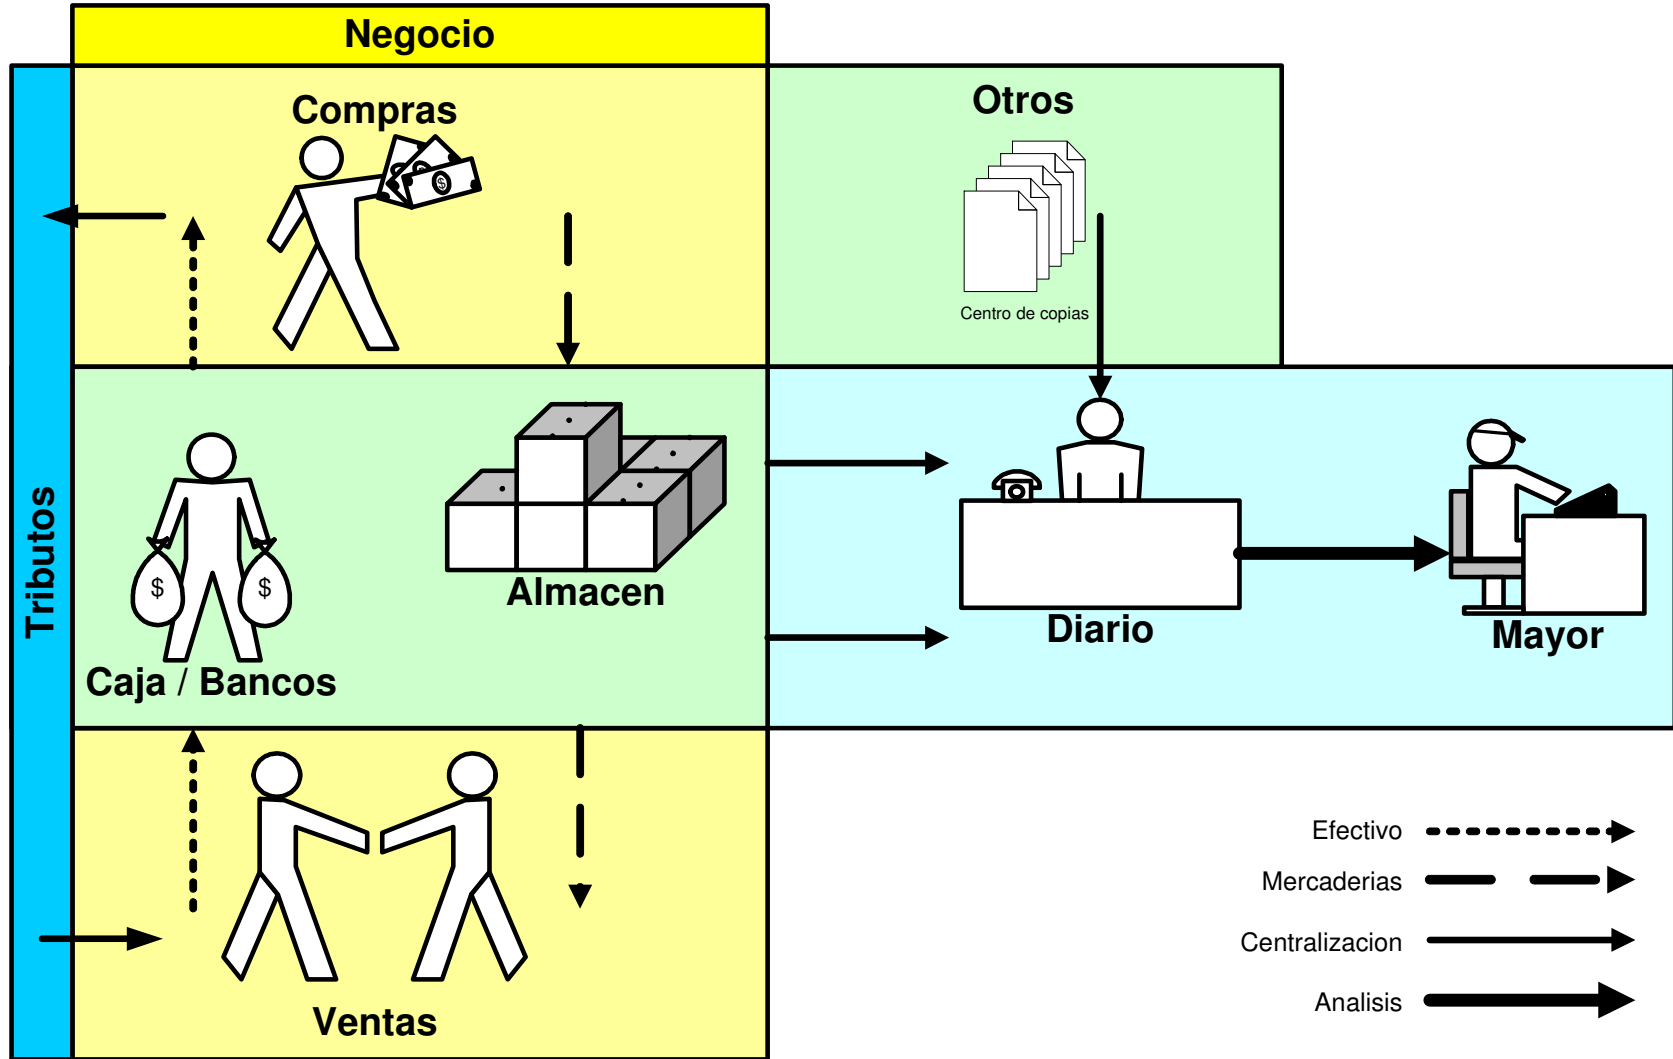 Negocio
Compras
Otros
$
Centro de copias
Tributos
$
$
Almacen
Caja / Bancos
Diario
Mayor
Ventas
Efectivo
Mercaderias
Centralizacion
Analisis